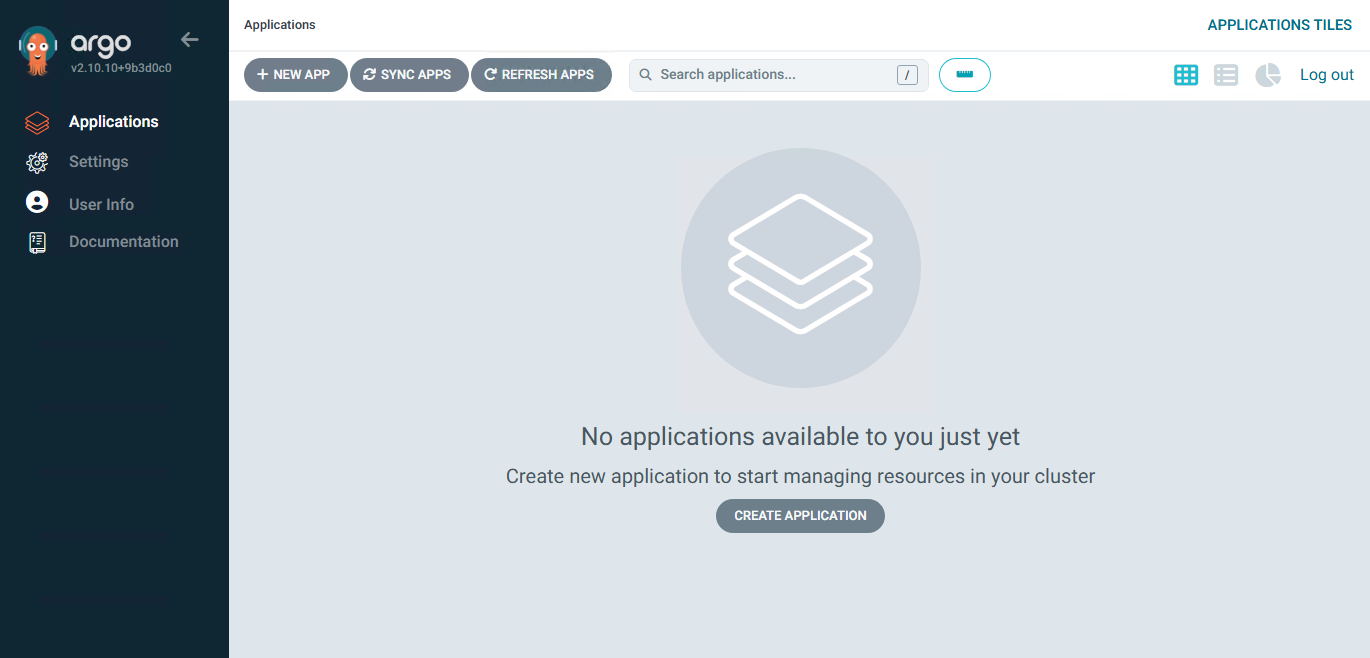 argo
v2.10.10+9b3d0c0
Applications
Settings
User Info
Documentation
Applications
APPLICATIONS TILES
+ NEW APP
SYNC APPS
REFRESH APPS
Search applications...
/
Log out
No applications available to you just yet
Create new application to start managing resources in your cluster
CREATE APPLICATION